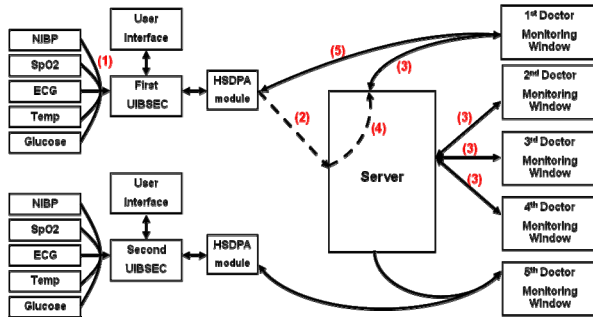 NIBP
SpO2
ECG
Temp
Glucose
(1)
User
Interface
First
UIBSEC
HSDPA
module
(5)
(2)
(3)
(4)
Server
1st Doctor
Monitoring
Window
2nd Doctor
Monitoring
Window
(3)
3rd Doctor
Monitoring
Window
(3)
4th Doctor
Monitoring
Window
(3)
5th Doctor
Monitoring
Window
NIBP
SpO2
ECG
Temp
Glucose
User
Interface
Second
UIBSEC
HSDPA
module